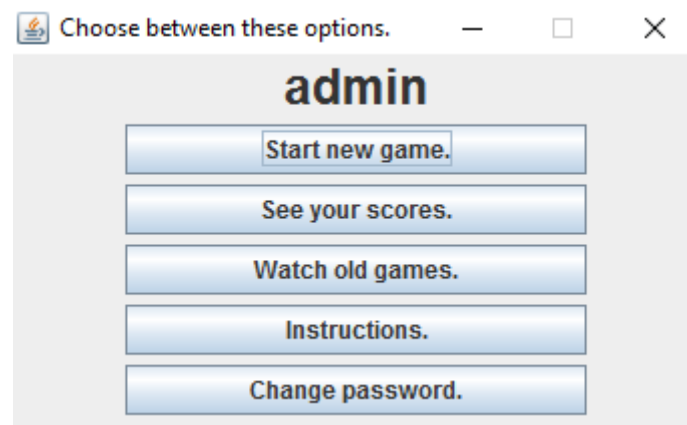 Choose between these options.
admin
Start new game.
See your scores.
Watch old games.
Instructions.
Change password.